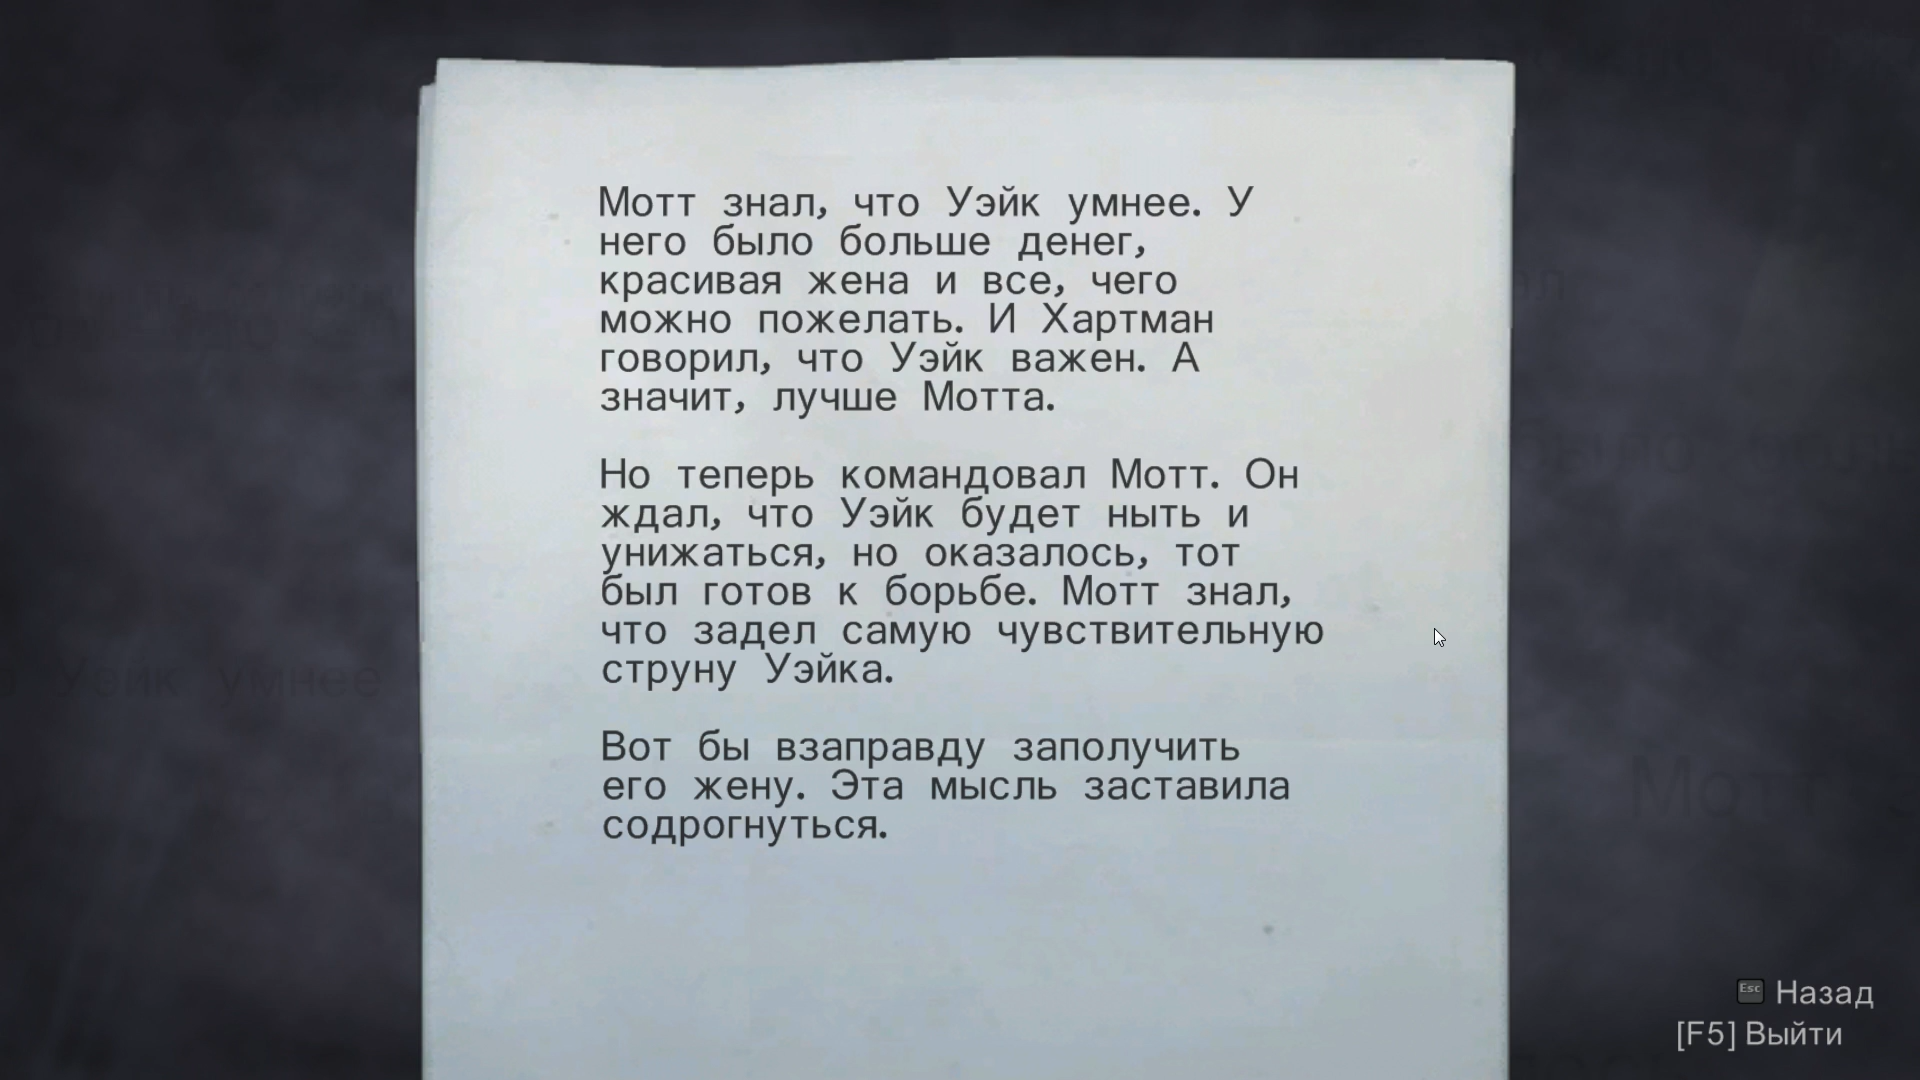 Мотт знал, что Уэйк умнее. У
него было больше денег,
красивая жена и все, чего
можно пожелать. И Хартман
говорил, что Уэйк важен. А
значит, лучше Мотта.
Но теперь командовал Мотт. Он
ждал, что Уэйк будет ныть и
унижаться, но оказалось, тот
был готов к борьбе. Мотт знал,
что задел самую чувствительную
струну Уэйка.
Вот бы взаправду заполучить
его жену. Эта мысль заставила
содрогнуться.
Esc Назад
[F5] Выйти